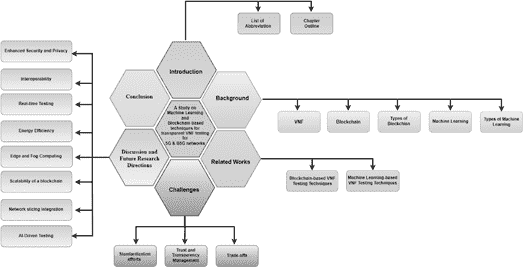 List of
Abbreviation
Chapter
Outline
Enhanced Security and Privacy
Interoperability
Real-time Testing
Energy Efficiency
Edge and Fog Computing
Scalability of a blockchain
Network slicing integration
AI-Driven Testing
Introduction
Conclusion
Background
A Study on
Machine Learning and
Blockchain-based
techniques for
transparent VNF Testing
for
5G & B5G networks
Discussion and
Future Research
Directions
Related Works
Challenges
VNF
Blockchain
Types of
Blockchain
Machine Learning
Types of Machine
Learning
Blockchain-based VNF
Testing Techniques
Machine Learning-based
VNF Testing Techniques
Standardization
efforts
Trust and
Transparency
Management
Trade-offs